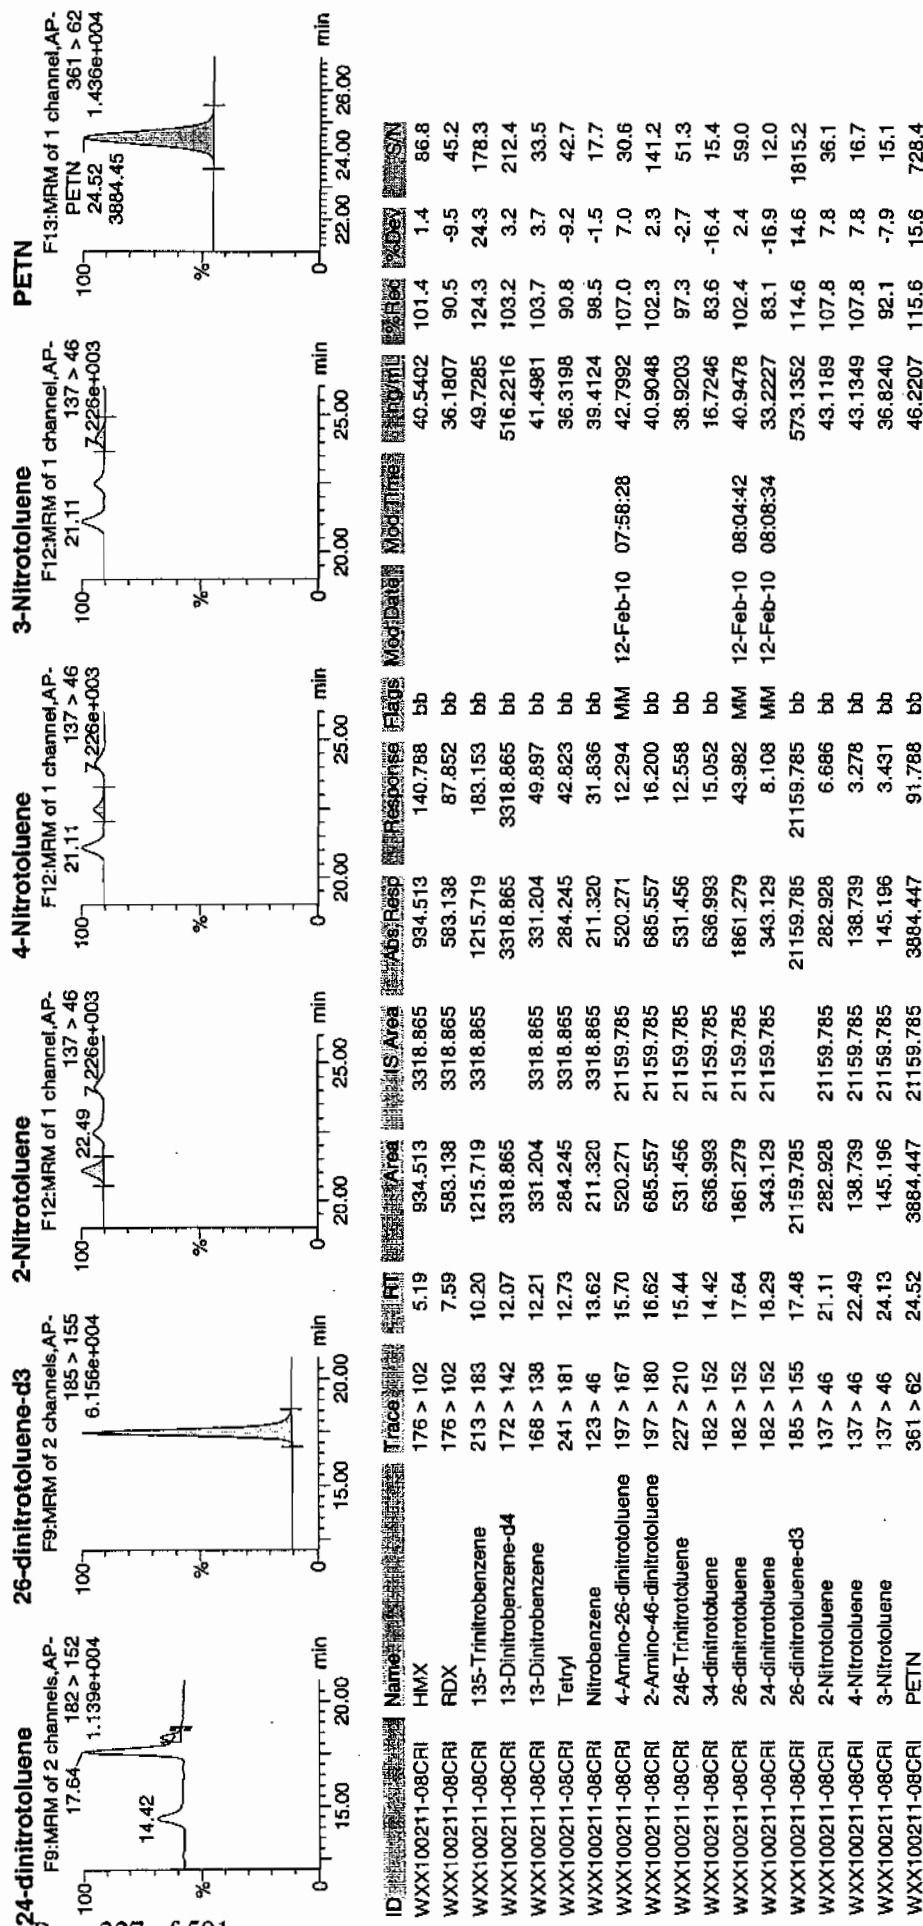 24-dinitrotoluene
F9:MRM of 2 channels,AP-
182 > 152
1.139e+004
17.64
14.42
100
%
0
15.00 20.00 min
26-dinitrotoluene-d3
F9:MRM of 2 channels,AP-
185 > 155
6.156e+004
100
%
0
15.00 20.00 min
2-Nitrotoluene
F12:MRM of 1 channel,AP-
137 > 46
7.226e+003
22.49
100
%
0
20.00 25.00 min
4-Nitrotoluene
F12:MRM of 1 channel,AP-
137 > 46
7.226e+003
21.11
100
%
0
20.00 25.00 min
3-Nitrotoluene
F12:MRM of 1 channel,AP-
137 > 46
7.226e+003
21.11
100
%
0
20.00 25.00 min
PETN
F13:MRM of 1 channel,AP-
361 > 62
1.436e+004
PETN
24.52
3884.45
100
%
0
22.00 24.00 26.00 min
ID Name Trace RT Area IS Area Abs.Resp Response Flags Mod.Date Mod.Time ng/mL %Rec %Dev S/N
WXX100211-08CRI HMX 176 > 102 5.19 934.513 3318.865 934.513 140.788 bb 40.5402 101.4 1.4 86.8
WXX100211-08CRI RDX 176 > 102 7.59 583.138 3318.865 583.138 87.852 bb 36.1807 90.5 -9.5 45.2
WXX100211-08CRI 135-Trinitrobenzene 213 > 183 10.20 1215.719 3318.865 1215.719 183.153 bb 49.7285 124.3 24.3 178.3
WXX100211-08CRI 13-Dinitrobenzene-d4 172 > 142 12.07 3318.865 3318.865 3318.865 bb 516.2216 103.2 3.2 212.4
WXX100211-08CRI 13-Dinitrobenzene 168 > 138 12.21 331.204 3318.865 331.204 49.897 bb 41.4981 103.7 3.7 33.5
WXX100211-08CRI Tetryl 241 > 181 12.73 284.245 3318.865 284.245 42.823 bb 36.3198 90.8 -9.2 42.7
WXX100211-08CRI Nitrobenzene 123 > 46 13.62 211.320 3318.865 211.320 31.836 bb 39.4124 98.5 -1.5 17.7
WXX100211-08CRI 4-Amino-26-dinitrotoluene 197 > 167 15.70 520.271 21159.785 520.271 12.294 MM 12-Feb-10 07:58:28 42.7992 107.0 7.0 30.6
WXX100211-08CRI 2-Amino-46-dinitrotoluene 197 > 180 16.62 685.557 21159.785 685.557 16.200 bb 40.9048 102.3 2.3 141.2
WXX100211-08CRI 246-Trinitrotoluene 227 > 210 15.44 531.456 21159.785 531.456 12.558 bb 38.9203 97.3 -2.7 51.3
WXX100211-08CRI 34-dinitrotoluene 182 > 152 14.42 636.993 21159.785 636.993 15.052 bb 16.7246 83.6 -16.4 15.4
WXX100211-08CRI 26-dinitrotoluene 182 > 152 17.64 1861.279 21159.785 1861.279 43.982 MM 12-Feb-10 08:04:42 40.9478 102.4 2.4 59.0
WXX100211-08CRI 24-dinitrotoluene 182 > 152 18.29 343.129 21159.785 343.129 8.108 MM 12-Feb-10 08:08:34 33.2227 83.1 -16.9 12.0
WXX100211-08CRI 26-dinitrotoluene-d3 185 > 155 17.48 21159.785 21159.785 21159.785 bb 573.1352 114.6 14.6 1815.2
WXX100211-08CRI 2-Nitrotoluene 137 > 46 21.11 282.928 21159.785 282.928 6.686 bb 43.1189 107.8 7.8 36.1
WXX100211-08CRI 4-Nitrotoluene 137 > 46 22.49 138.739 21159.785 138.739 3.278 bb 43.1349 107.8 7.8 16.7
WXX100211-08CRI 3-Nitrotoluene 137 > 46 24.13 145.196 21159.785 145.196 3.431 bb 36.8240 92.1 -7.9 15.1
WXX100211-08CRI PETN 361 > 62 24.52 3884.447 21159.785 3884.447 91.788 bb 46.2207 115.6 15.6 728.4